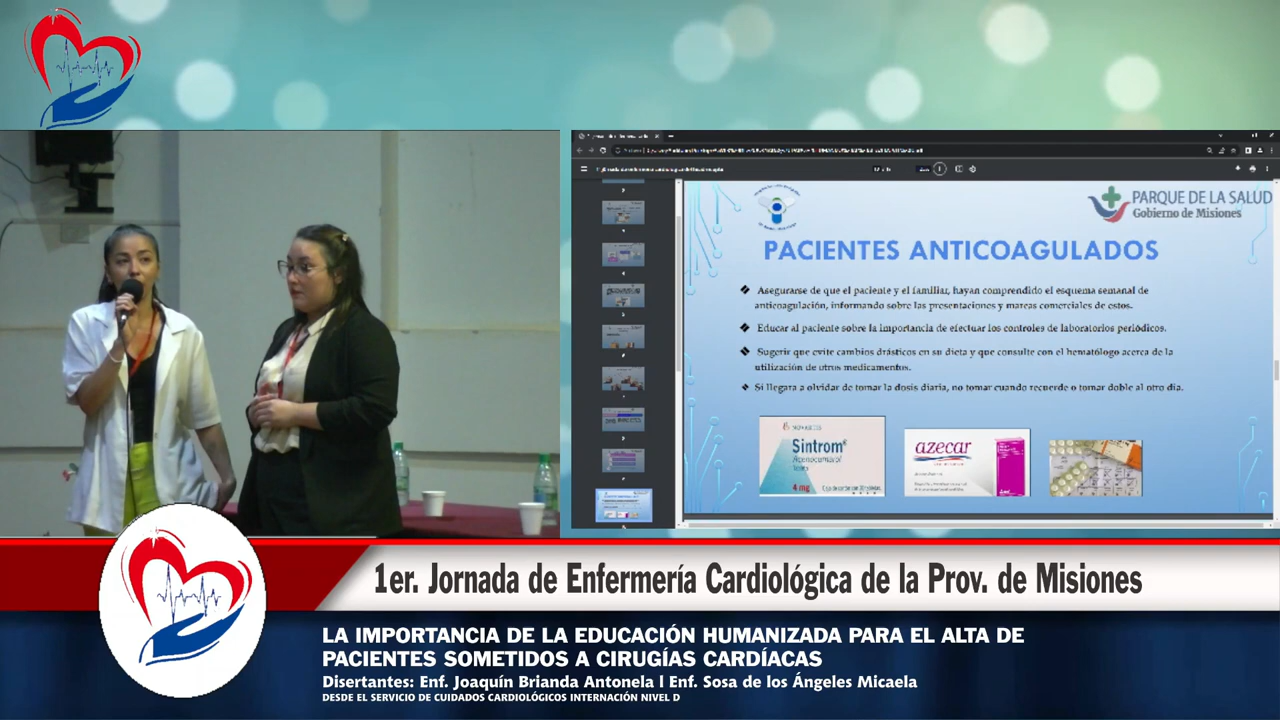 PARQUE DE LA SALUD
Gobierno de Misiones
PACIENTES ANTICOAGULADOS
Asegurarse de que el paciente y el familiar, hayan comprendido el esquema semanal de
anticoagulación, informando sobre las presentaciones y marcas comerciales de estos.
Educar al paciente sobre la importancia de efectuar los controles de laboratorios periódicos.
Sugerir que evite cambios drásticos en su dieta y que consulte con el hematólogo acerca de la
utilización de otros medicamentos.
Si llegara a olvidar de tomar la dosis diaria, no tomar cuando recuerde o tomar doble al otro día.
Sintrom®
Acenocumarol
4 mg
azecar
1er. Jornada de Enfermería Cardiológica de la Prov. de Misiones
LA IMPORTANCIA DE LA EDUCACIÓN HUMANIZADA PARA EL ALTA DE
PACIENTES SOMETIDOS A CIRUGÍAS CARDÍACAS
Disertantes: Enf. Joaquín Brianda Antonela l Enf. Sosa de los Ángeles Micaela
DESDE EL SERVICIO DE CUIDADOS CARDIOLÓGICOS INTERNACIÓN NIVEL D